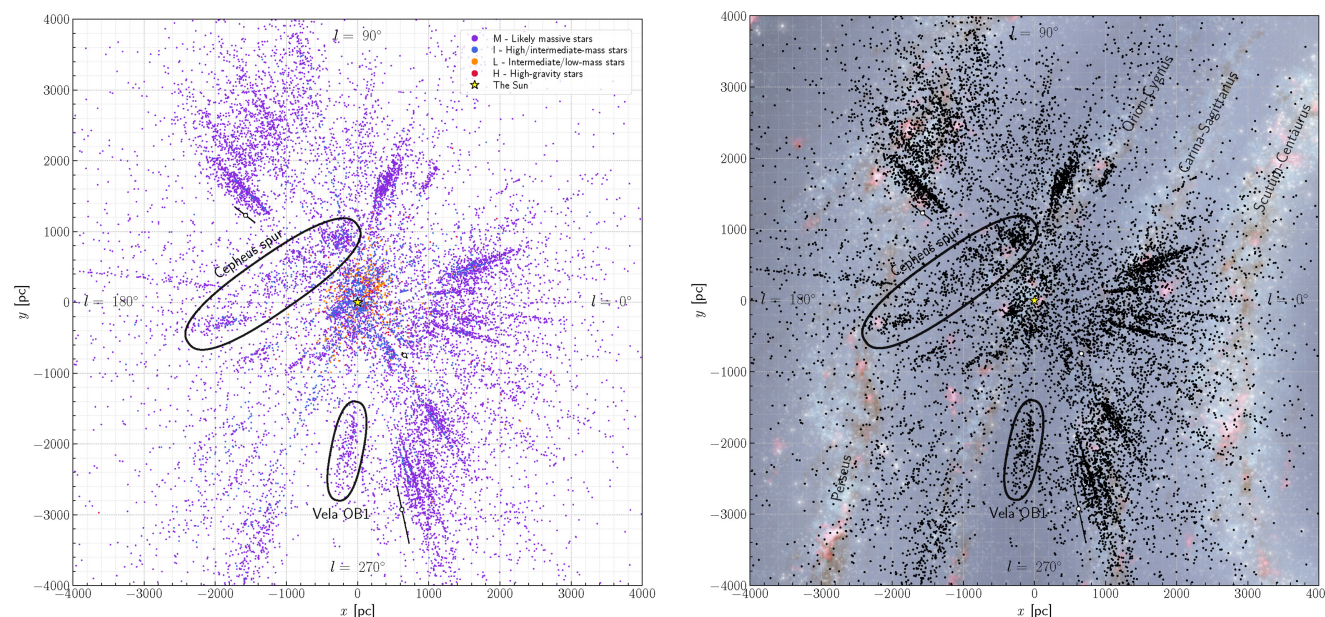 4000
3000
2000
1000
0
−1000
−2000
−3000
−4000
y [pc]
−4000
−3000
−2000
−1000
0
1000
2000
3000
4000
x [pc]
l = 90°
l = 180°
l = 0°
l = 270°
M - Likely massive stars
I - High/intermediate-mass stars
L - Intermediate/low-mass stars
H - High-gravity stars
The Sun
Cepheus spur
Vela OB1
4000
3000
2000
1000
0
−1000
−2000
−3000
−4000
y [pc]
−4000
−3000
−2000
−1000
0
1000
2000
3000
4000
x [pc]
l = 90°
l = 180°
l = 0°
l = 270°
Orion-Cygnus
Carina-Sagittarius
Scutum-Centaurus
Perseus
Cepheus spur
Vela OB1